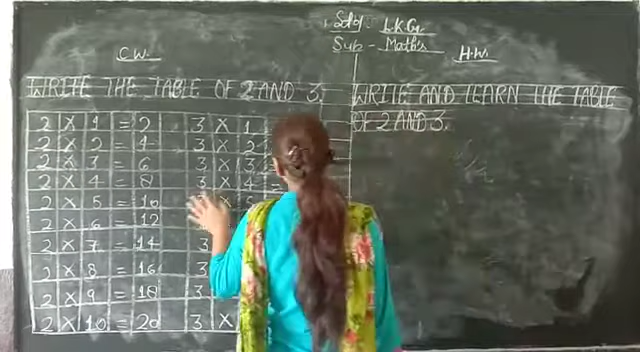 Std L.K.G.
Sub - Maths
C.W.
H.W.
WRITE THE TABLE OF 2 AND 3.
2 X 1 = 2 3 X 1
2 X 2 = 4 3 X 2
2 X 3 = 6 3 X 3
2 X 4 = 8 3 X 4 =
2 X 5 = 10
2 X 6 = 12
2 X 7 = 14 3
2 X 8 = 16 3
2 X 9 = 18 3
2 X 10 = 20 3 X
WRITE AND LEARN THE TABLE
OF 2 AND 3.